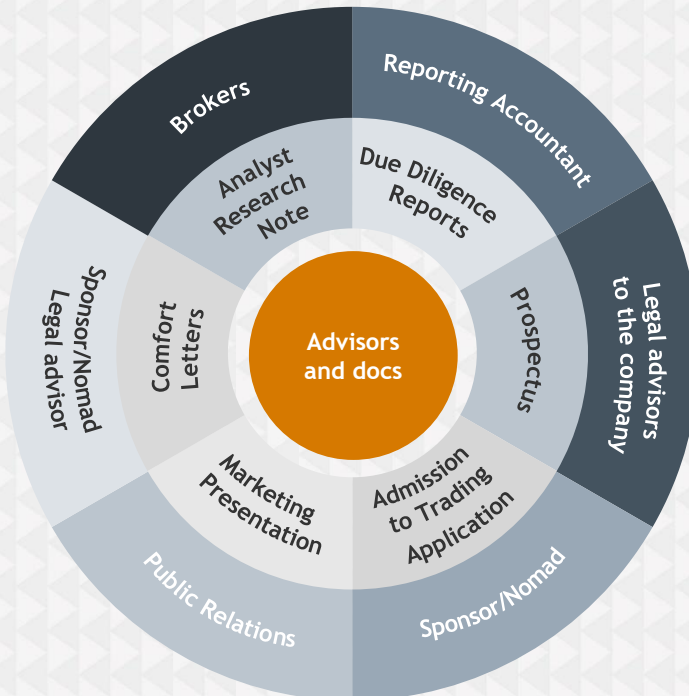 Brokers
Reporting Accountant
Analyst
Research
Note
Due Diligence
Reports
Sponsor/Nomad
Legal advisor
Comfort
Letters
Advisors
and docs
Prospectus
Legal advisors
to the company
Marketing
Presentation
Admission
to Trading
Application
Public Relations
Sponsor/Nomad